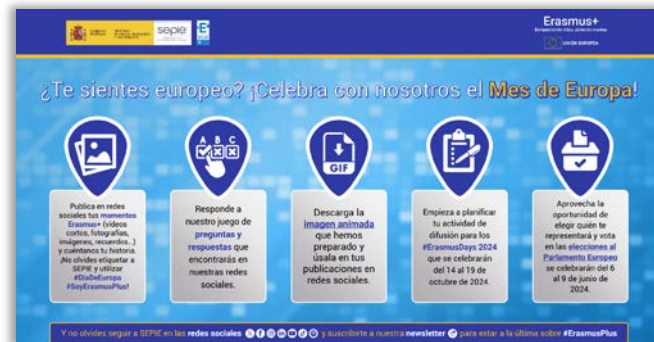 sepie
Erasmus+
Enriqueciendo vidas, abriendo mentes.
UNIÓN EUROPEA
¿Te sientes europeo? ¡Celebra con nosotros el Mes de Europa!
Publica en redes
sociales tus momentos
Erasmus+ (vídeos
cortos, fotografías,
imágenes, recuerdos...)
y cuéntanos tu historia.
¡No olvides etiquetar a
SEPIE y utilizar
#DíaDeEuropa
#SoyErasmusPlus!
A B C
Responde a
nuestro juego de
preguntas y
respuestas que
encontrarás en
nuestras redes
sociales.
GIF
Descarga la
imagen animada
que hemos
preparado y
úsala en tus
publicaciones en
redes sociales.
Empieza a planificar
tu actividad de
difusión para los
#ErasmusDays 2024
que se celebrarán
del 14 al 19 de
octubre de 2024.
Aprovecha la
oportunidad de
elegir quién te
representará y vota
en las elecciones al
Parlamento Europeo
se celebrarán del 6
al 9 de junio de
2024.
Y no olvides seguir a SEPIE en las redes sociales y suscribirte a nuestra newsletter para estar a la última sobre #ErasmusPlus